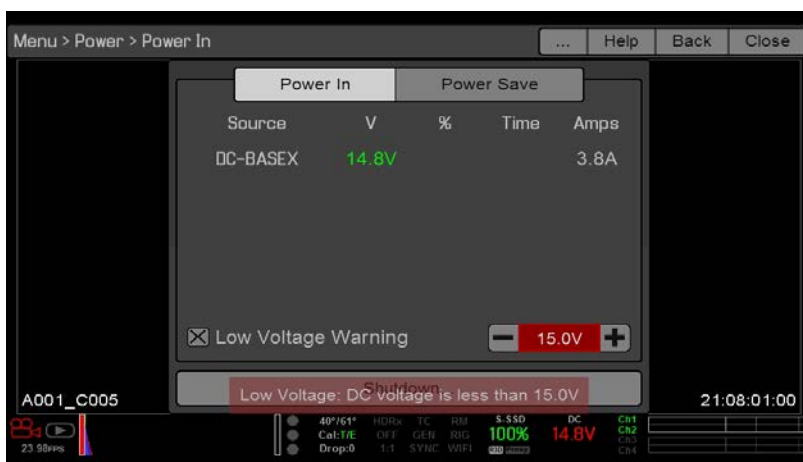 Menu > Power > Power In ... Help Back Close
Power In Power Save
Source V % Time Amps
DC-BASEX 14.8V 3.8A
Low Voltage Warning 15.0V
Shutdown
Low Voltage: DC voltage is less than 15.0V
A001_C005 21:08:01:00
40°/61° HDRx TC RM S.SSD DC Ch1
Cal:T/E OFF GEN RIG 100% 14.8V Ch2
Ch3
23.98FPS Drop:0 1:1 SYNC WIFI R3D Ch4